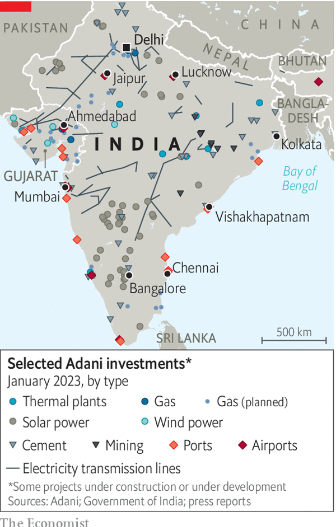 PAKISTAN
CHINA
Delhi
NEPAL
BHUTAN
Jaipur
Lucknow
BANGLA-
DESH
Ahmedabad
INDIA
Kolkata
GUJARAT
Mumbai
Bay of
Bengal
Vishakhapatnam
Chennai
Bangalore
SRI LANKA
500 km
Selected Adani investments*
January 2023, by type
Thermal plants Gas Gas (planned)
Solar power Wind power
Cement Mining Ports Airports
Electricity transmission lines
*Some projects under construction or under development
Sources: Adani; Government of India; press reports
The Economist